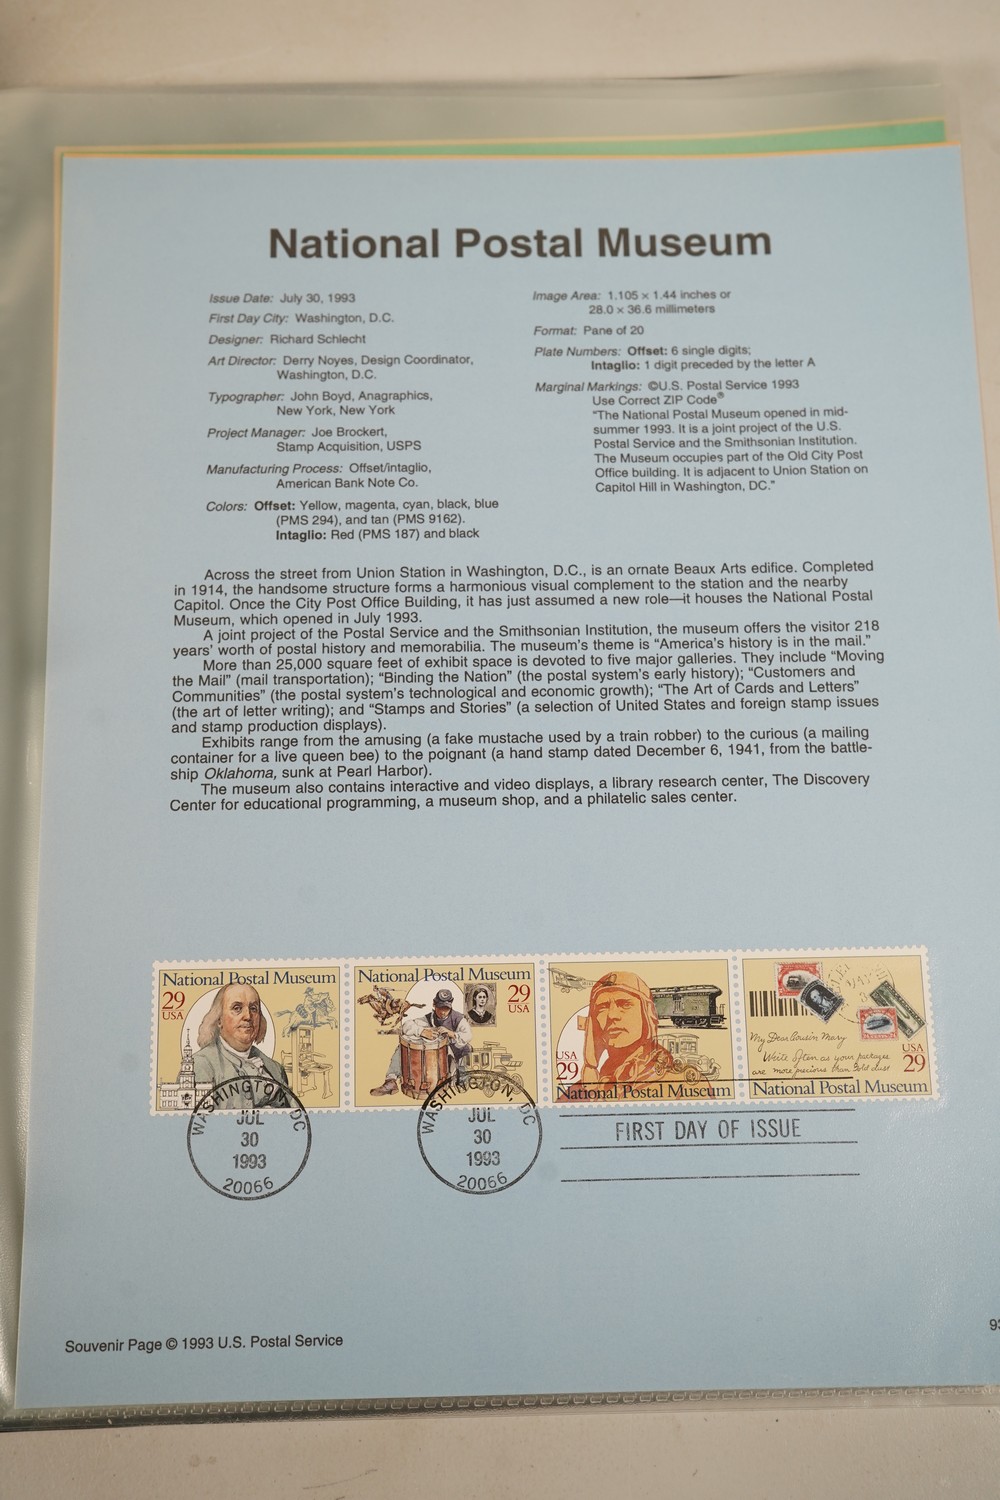 National Postal Museum
Issue Date: July 30, 1993
First Day City: Washington, D.C.
Designer: Richard Schlecht
Art Director: Derry Noyes, Design Coordinator,
Washington, D.C.
Typographer: John Boyd, Anagraphics,
New York, New York
Project Manager: Joe Brockert,
Stamp Acquisition, USPS
Manufacturing Process: Offset/intaglio,
American Bank Note Co.
Colors: Offset: Yellow, magenta, cyan, black, blue
(PMS 294), and tan (PMS 9162).
Intaglio: Red (PMS 187) and black
Image Area: 1.105 × 1.44 inches or
28.0 × 36.6 millimeters
Format: Pane of 20
Plate Numbers: Offset: 6 single digits;
Intaglio: 1 digit preceded by the letter A
Marginal Markings: ©U.S. Postal Service 1993
Use Correct ZIP Code®
"The National Postal Museum opened in mid-
summer 1993. It is a joint project of the U.S.
Postal Service and the Smithsonian Institution.
The Museum occupies part of the Old City Post
Office building. It is adjacent to Union Station on
Capitol Hill in Washington, DC."
Across the street from Union Station in Washington, D.C., is an ornate Beaux Arts edifice. Completed
in 1914, the handsome structure forms a harmonious visual complement to the station and the nearby
Capitol. Once the City Post Office Building, it has just assumed a new role—it houses the National Postal
Museum, which opened in July 1993.
A joint project of the Postal Service and the Smithsonian Institution, the museum offers the visitor 218
years' worth of postal history and memorabilia. The museum's theme is "America's history is in the mail."
More than 25,000 square feet of exhibit space is devoted to five major galleries. They include "Moving
the Mail" (mail transportation); "Binding the Nation" (the postal system's early history); "Customers and
Communities" (the postal system's technological and economic growth); "The Art of Cards and Letters"
(the art of letter writing); and "Stamps and Stories" (a selection of United States and foreign stamp issues
and stamp production displays).
Exhibits range from the amusing (a fake mustache used by a train robber) to the curious (a mailing
container for a live queen bee) to the poignant (a hand stamp dated December 6, 1941, from the battle-
ship Oklahoma, sunk at Pearl Harbor).
The museum also contains interactive and video displays, a library research center, The Discovery
Center for educational programming, a museum shop, and a philatelic sales center.
National Postal Museum
29
USA
National Postal Museum
29
USA
USA
29
National Postal Museum
My Dear Cousin Mary
Write often as your packages
are more precious than gold dust
USA
29
National Postal Museum
WASHINGTON, DC
JUL
30
1993
20066
WASHINGTON, DC
JUL
30
1993
20066
FIRST DAY OF ISSUE
Souvenir Page © 1993 U.S. Postal Service